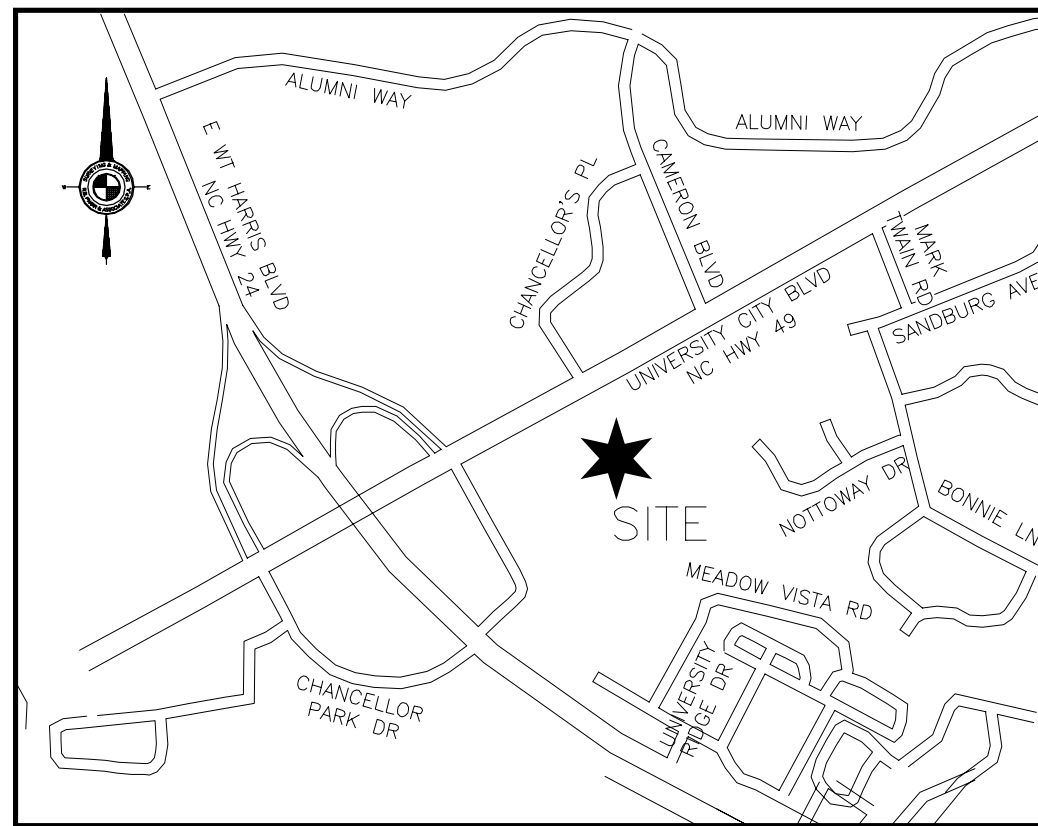 ALUMNI WAY
ALUMNI WAY
E WT HARRIS BLVD
NC HWY 24
CHANCELLOR'S PL
CAMERON BLVD
MARK
TWAIN RD
SANDBURG AVE
UNIVERSITY CITY BLVD
NC HWY 49
SITE
NOTTOWAY DR
BONNIE LN
MEADOW VISTA RD
UNIVERSITY
RIDGE DR
CHANCELLOR
PARK DR
SURVEYING & MAPPING
W
E